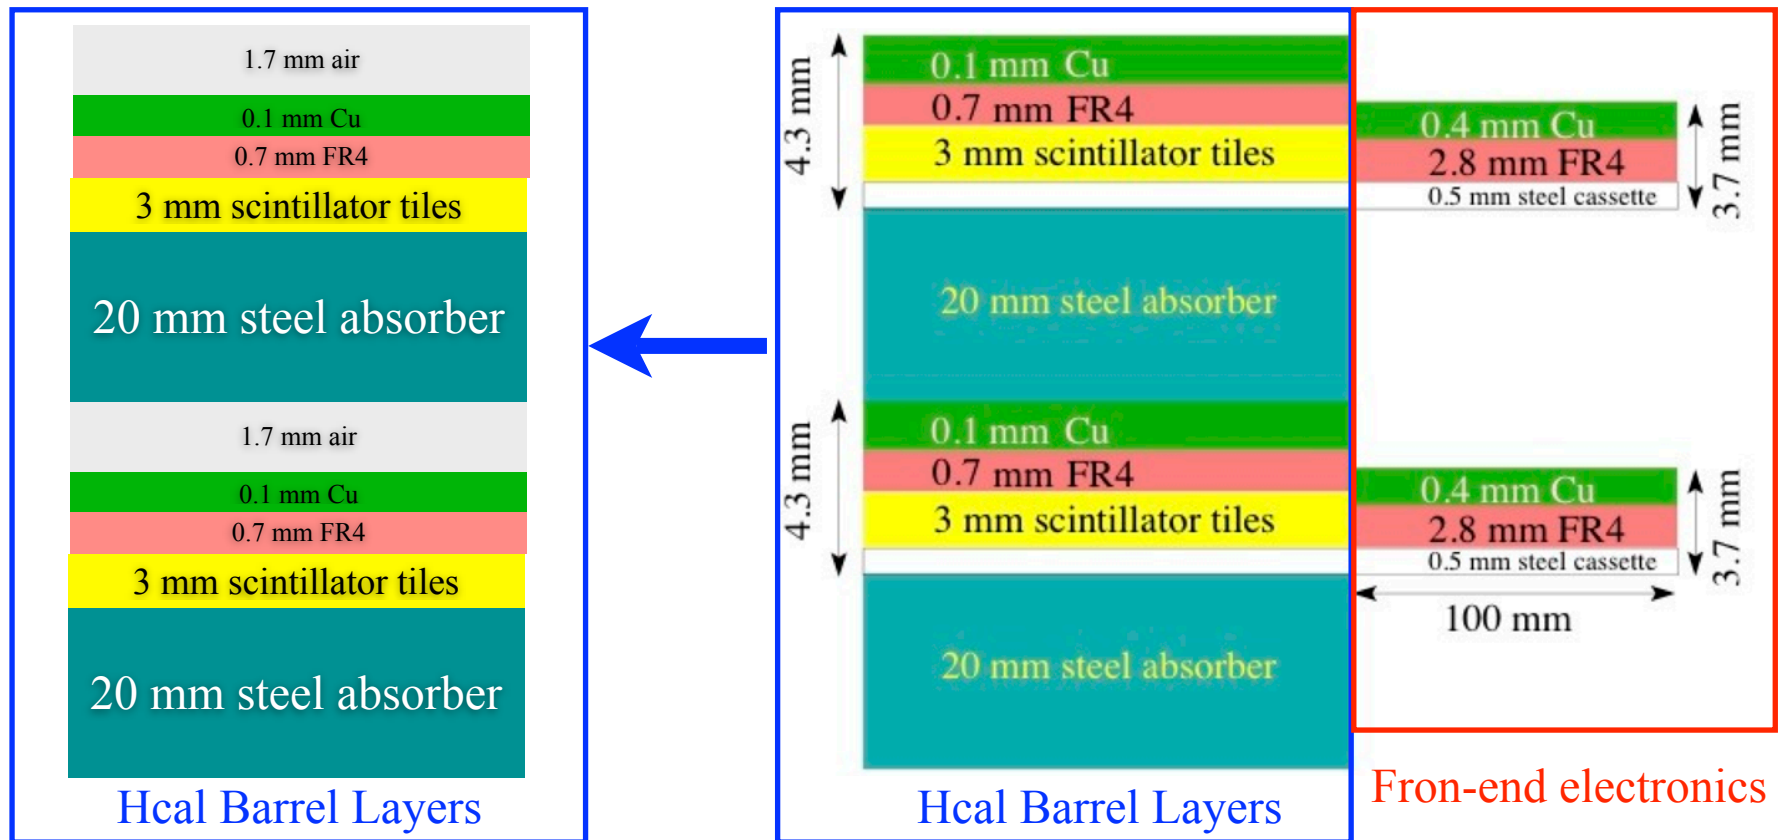 1.7 mm air
0.1 mm Cu
0.7 mm FR4
3 mm scintillator tiles
20 mm steel absorber
1.7 mm air
0.1 mm Cu
0.7 mm FR4
3 mm scintillator tiles
20 mm steel absorber
Hcal Barrel Layers
4.3 mm
0.1 mm Cu
0.7 mm FR4
3 mm scintillator tiles
20 mm steel absorber
4.3 mm
0.1 mm Cu
0.7 mm FR4
3 mm scintillator tiles
20 mm steel absorber
Hcal Barrel Layers
0.4 mm Cu
2.8 mm FR4
0.5 mm steel cassette
3.7 mm
0.4 mm Cu
2.8 mm FR4
0.5 mm steel cassette
3.7 mm
100 mm
Fron-end electronics